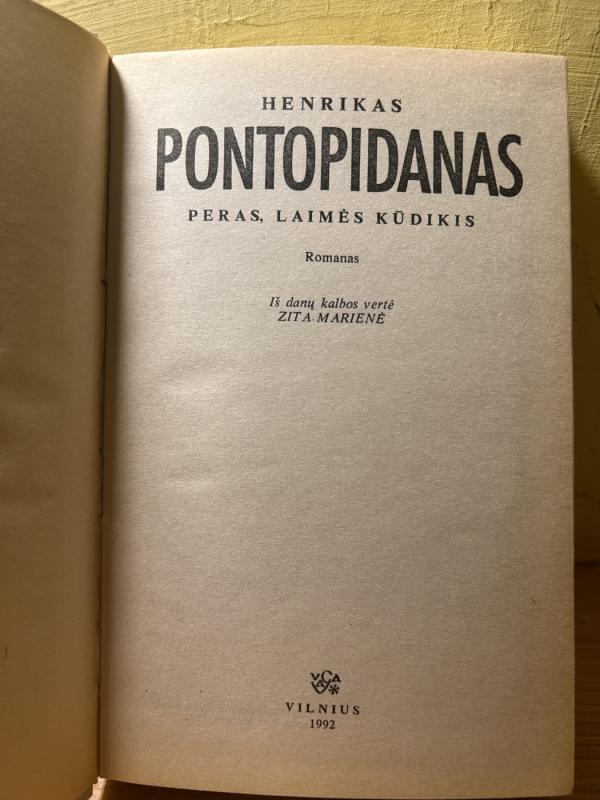 HENRIKAS
PONTOPIDANAS
PERAS, LAIMĖS KŪDIKIS
Romanas
Iš danų kalbos vertė
ZITA MARIENĖ
VILNIUS
1992